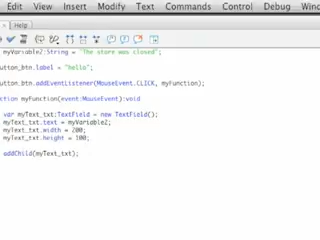 Edit View Insert Modify Text Commands Control Debug Window
× Help
myVariable2:String = "The store was closed";
utton_btn.label = "hello";
utton_btn.addEventListener(MouseEvent.CLICK, myFunction);
ction myFunction(event:MouseEvent):void
var myText_txt:TextField = new TextField();
myText_txt.text = myVariable2;
myText_txt.width = 200;
myText_txt.height = 100;
addChild(myText_txt);